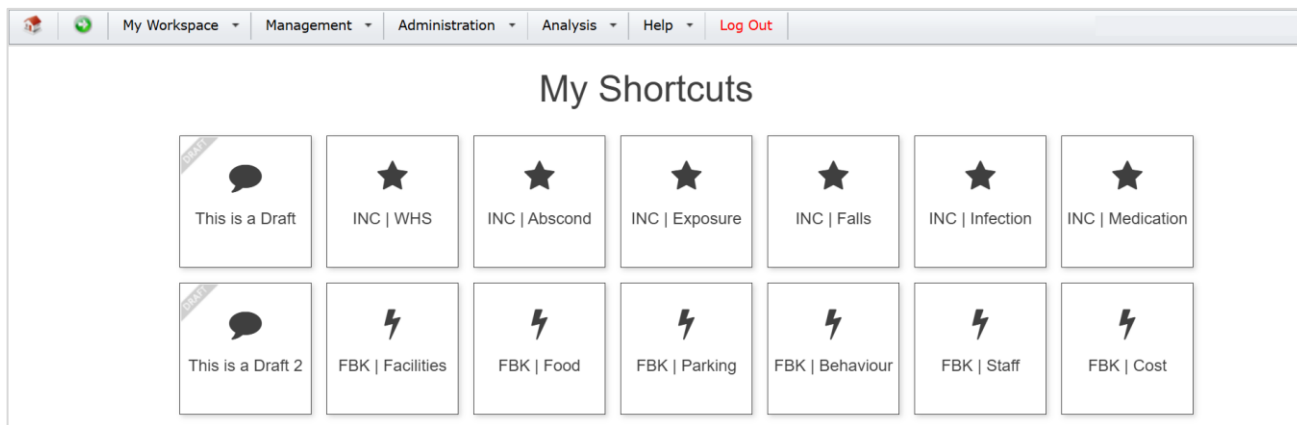 My Workspace Management Administration Analysis Help Log Out
My Shortcuts
DRAFT
This is a Draft INC | WHS INC | Abscond INC | Exposure INC | Falls INC | Infection INC | Medication
DRAFT
This is a Draft 2 FBK | Facilities FBK | Food FBK | Parking FBK | Behaviour FBK | Staff FBK | Cost